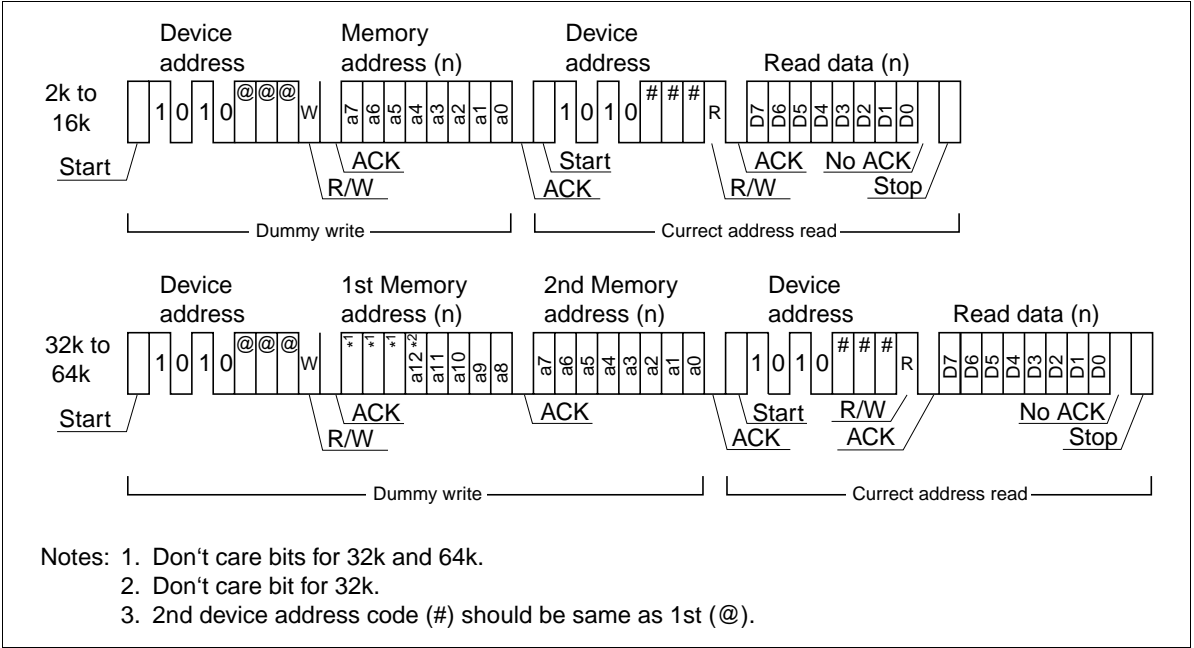 Device Memory Device
address address (n) address Read data (n)
2k to
16k
1 0 1 0 @ @ @ W a7 a6 a5 a4 a3 a2 a1 a0 1 0 1 0 # # # R D7 D6 D5 D4 D3 D2 D1 D0
Start ACK Start ACK No ACK
R/W ACK R/W Stop
Dummy write Currect address read
Device 1st Memory 2nd Memory Device
address address (n) address (n) address Read data (n)
32k to
64k
1 0 1 0 @ @ @ W *1 *1 *1 a12 *2 a11 a10 a9 a8 a7 a6 a5 a4 a3 a2 a1 a0 1 0 1 0 # # # R D7 D6 D5 D4 D3 D2 D1 D0
Start ACK ACK Start R/W No ACK
R/W ACK ACK Stop
Dummy write Currect address read
Notes: 1. Don't care bits for 32k and 64k.
2. Don't care bit for 32k.
3. 2nd device address code (#) should be same as 1st (@).